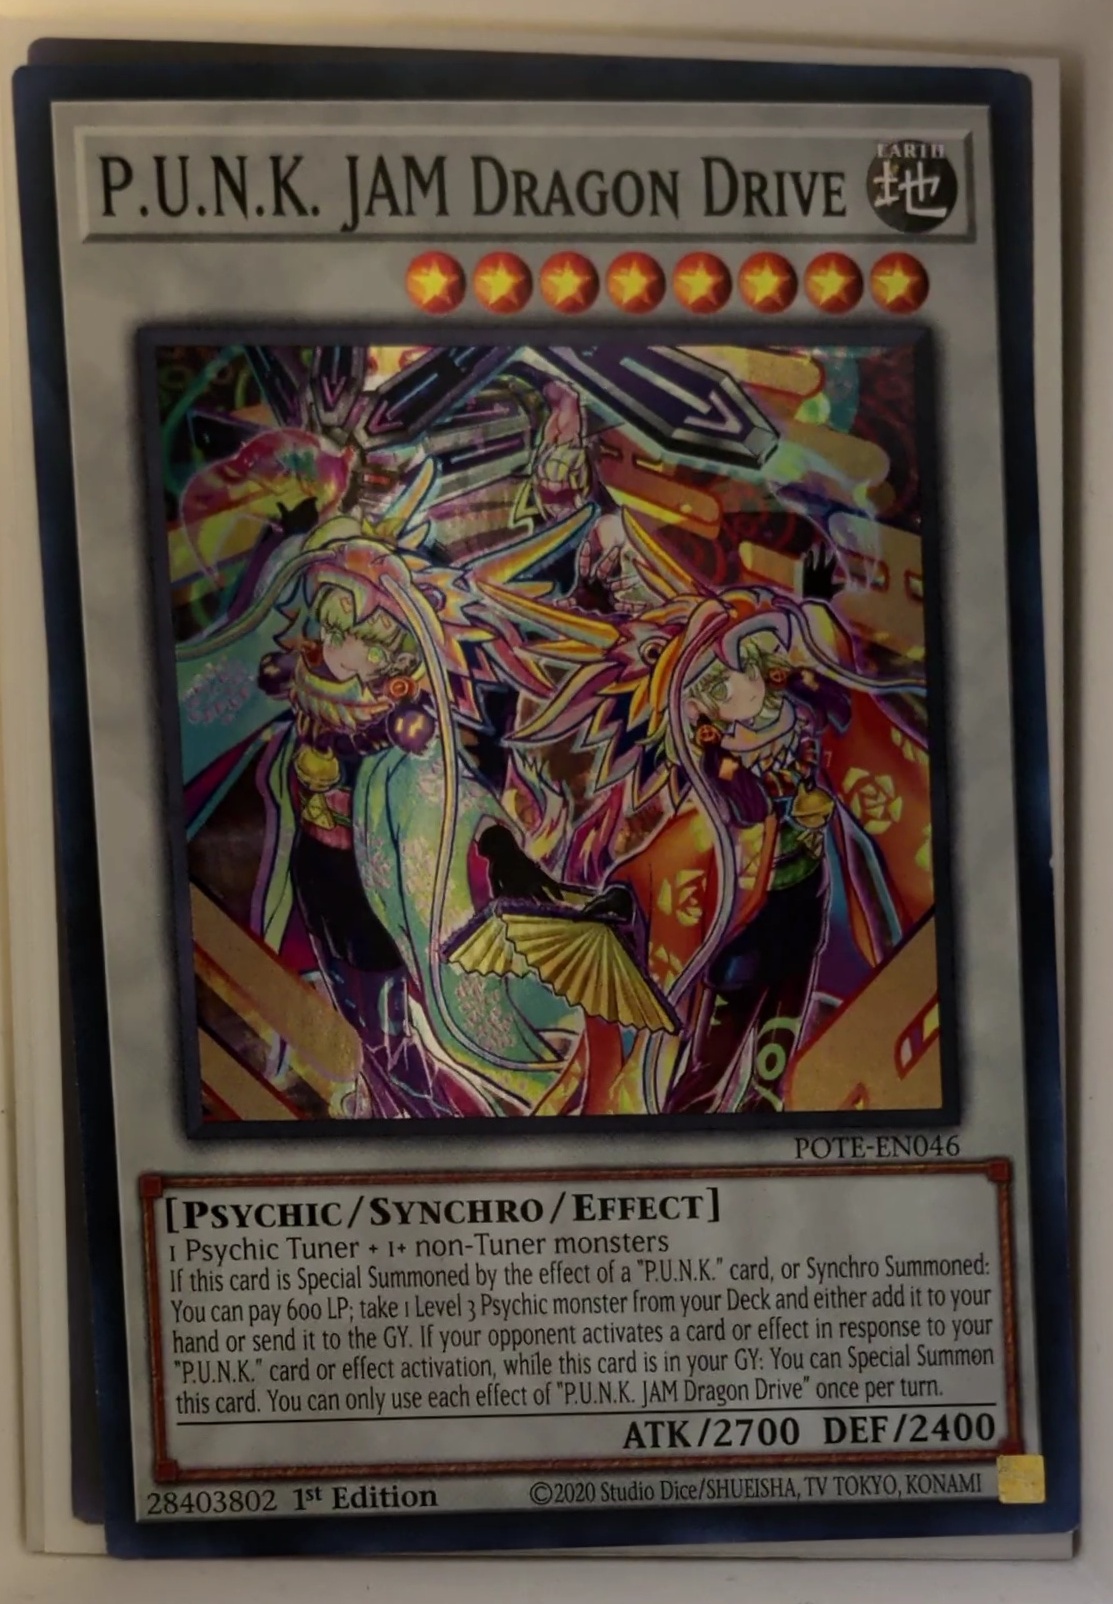 P.U.N.K. JAM DRAGON DRIVE
EARTH
地
POTE-EN046
[PSYCHIC/SYNCHRO/EFFECT]
1 Psychic Tuner + 1+ non-Tuner monsters
If this card is Special Summoned by the effect of a "P.U.N.K." card, or Synchro Summoned:
You can pay 600 LP; take 1 Level 3 Psychic monster from your Deck and either add it to your
hand or send it to the GY. If your opponent activates a card or effect in response to your
"P.U.N.K." card or effect activation, while this card is in your GY: You can Special Summon
this card. You can only use each effect of "P.U.N.K. JAM Dragon Drive" once per turn.
ATK/2700 DEF/2400
28403802 1st Edition
©2020 Studio Dice/SHUEISHA, TV TOKYO, KONAMI